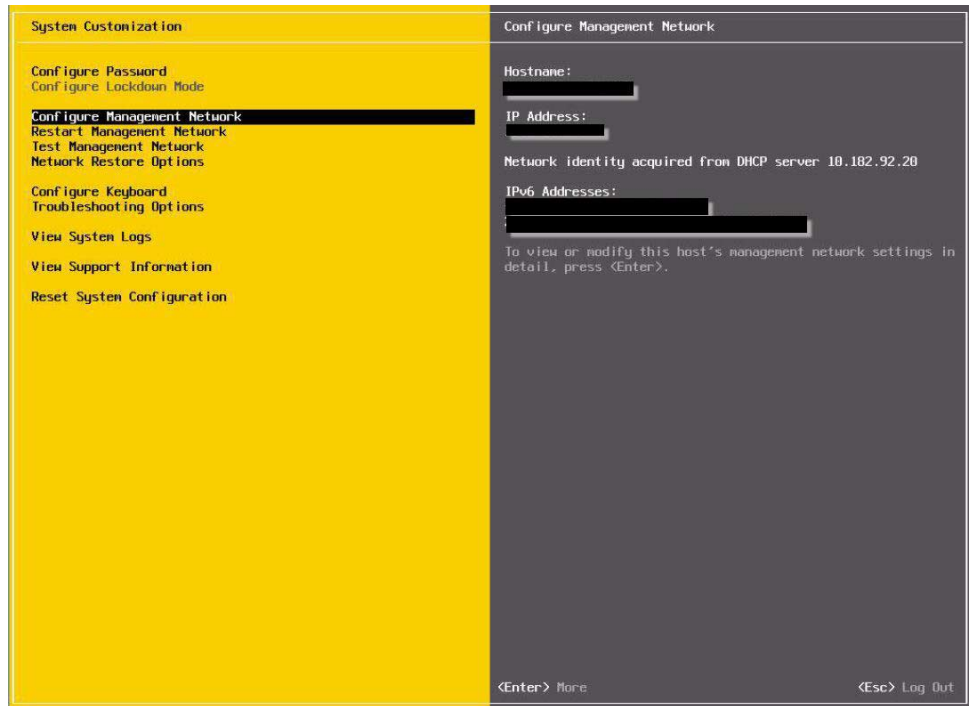 System Customization
Configure Password
Configure Lockdown Mode
Configure Management Network
Restart Management Network
Test Management Network
Network Restore Options
Configure Keyboard
Troubleshooting Options
View System Logs
View Support Information
Reset System Configuration
Configure Management Network
Hostname:
IP Address:
Network identity acquired from DHCP server 10.102.92.20
IPv6 Addresses:
To view or modify this host's management network settings in
detail, press <Enter>.
<Enter> More
<Esc> Log Out